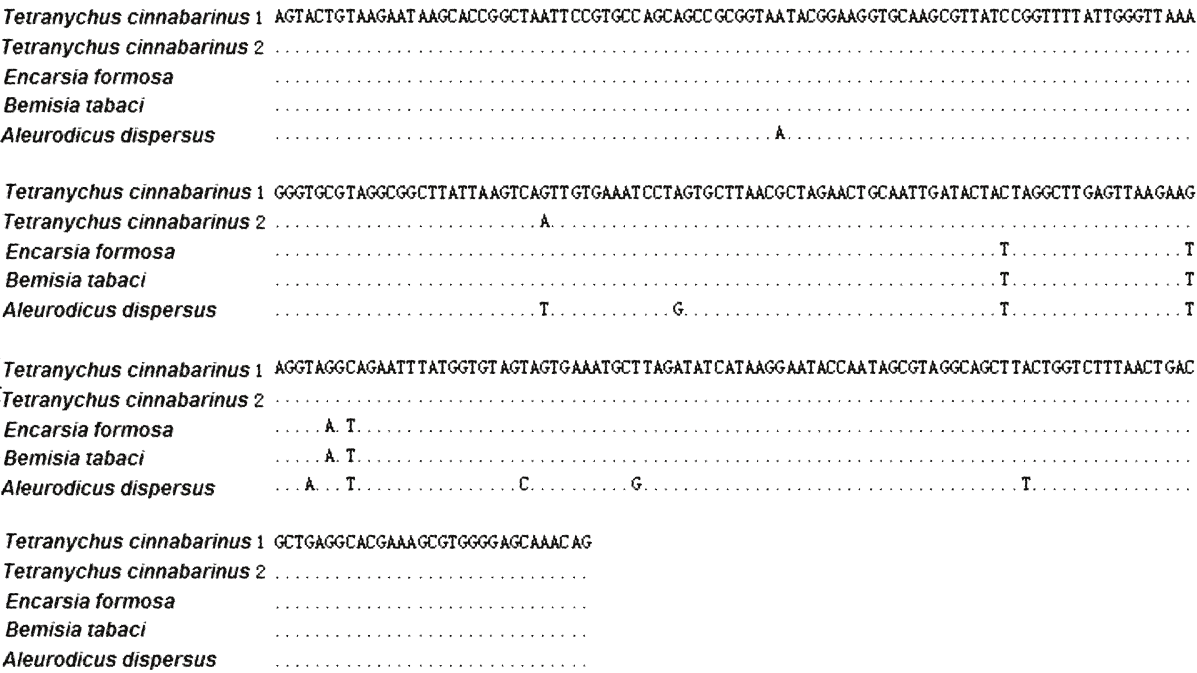 Tetranychus cinnabarinus 1 AGTACTGTAAGAATAAGCACCGGCTAATTCCGTGCCAGCAGCCGCGGTAATACGGAAGGTGCAAGCGTTATCCGGTTTTATTGGGTTAAA
Tetranychus cinnabarinus 2 ..........................................................................................
Encarsia formosa ..........................................................................................
Bemisia tabaci ..........................................................................................
Aleurodicus dispersus .................................................A........................................
Tetranychus cinnabarinus 1 GGGTGCGTAGGCGGCTTATTAAGTCAGTTGTGAAATCCTAGTGCTTAACGCTAGAACTGCAATTGATACTACTAGGCTTGAGTTAAGAAG
Tetranychus cinnabarinus 2 ..........................A...............................................................
Encarsia formosa .......................................................................T.................T
Bemisia tabaci .......................................................................T.................T
Aleurodicus dispersus ..........................T............G...............................T.................T
Tetranychus cinnabarinus 1 AGGTAGGCAGAATTTATGGTGTAGTAGTGAAATGCTTAGATATCATAAGGAATACCAATAGCGTAGGCAGCTTACTGGTCTTTAACTGAC
Tetranychus cinnabarinus 2 ..........................................................................................
Encarsia formosa .....A.T..................................................................................
Bemisia tabaci .....A.T..................................................................................
Aleurodicus dispersus ...A...T................C..........G.....................................T................
Tetranychus cinnabarinus 1 GCTGAGGCACGAAAGCGTGGGGAGCAAACAG
Tetranychus cinnabarinus 2 ...............................
Encarsia formosa ...............................
Bemisia tabaci ...............................
Aleurodicus dispersus ...............................